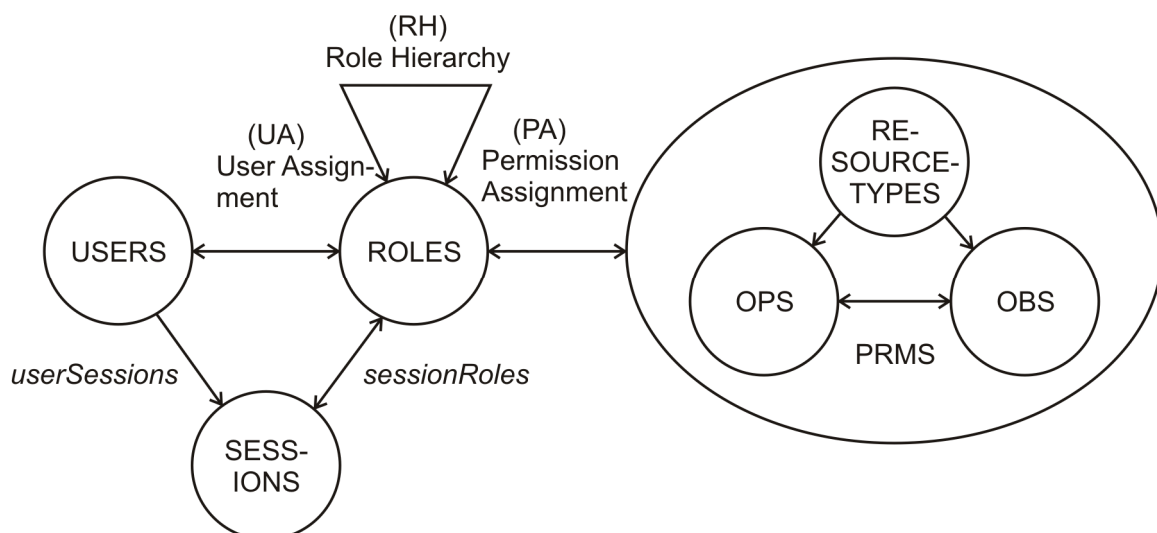 (RH)
Role Hierarchy
(UA)
User Assign-
ment
(PA)
Permission
Assignment
RE-
SOURCE-
TYPES
USERS
ROLES
OPS
OBS
PRMS
userSessions
sessionRoles
SESS-
IONS